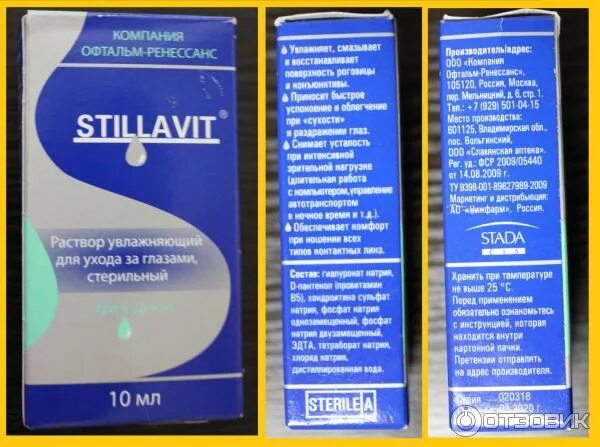 КОМПАНИЯ
ОФТАЛЬМ-РЕНЕССАНС
STILLAVIT®
Раствор увлажняющий
для ухода за глазами,
стерильный
10 мл
Увлажняет, смазывает
и восстанавливает
поверхность роговицы
и конъюнктивы.
Приносит быстрое
успокоение и облегчение
при «сухости»
и раздражении глаз.
Снимает усталость
при интенсивной
зрительной нагрузке
(длительная работа
с компьютером, управление
автотранспортом
в ночное время и т.д.).
Обеспечивает комфорт
при ношении всех
типов контактных линз.
Состав: гиалуронат натрия,
D-пантенол (провитамин
B5), хондроитина сульфат
натрия, фосфат натрия
однозамещенный, фосфат
натрия двузамещенный,
ЭДТА, тетраборат натрия,
хлорид натрия,
дистиллированная вода.
STERILE A
Производитель/адрес:
ООО «Компания
Офтальм-Ренессанс»,
105120, Россия, Москва,
пер. Мельницкий, д. 8, стр. 1.
Тел.: +7 (929) 501-04-15
Место производства:
601125, Владимирская обл.,
пос. Вольгинский,
ООО «Славянская аптека».
Рег. уд.: ФСР 2009/05440
от 14.08.2009 г.
ТУ 9398-001-89627989-2009
Маркетинг и дистрибьюция:
АО «Нижфарм», Россия.
STADA
CIS
Хранить при температуре
не выше 25 °C.
Перед применением
обязательно ознакомьтесь
с инструкцией, которая
находится внутри
картонной пачки.
Претензии отправлять
на адрес производителя.
Серия 020318
03.2020 г.
ОТЗОВИК